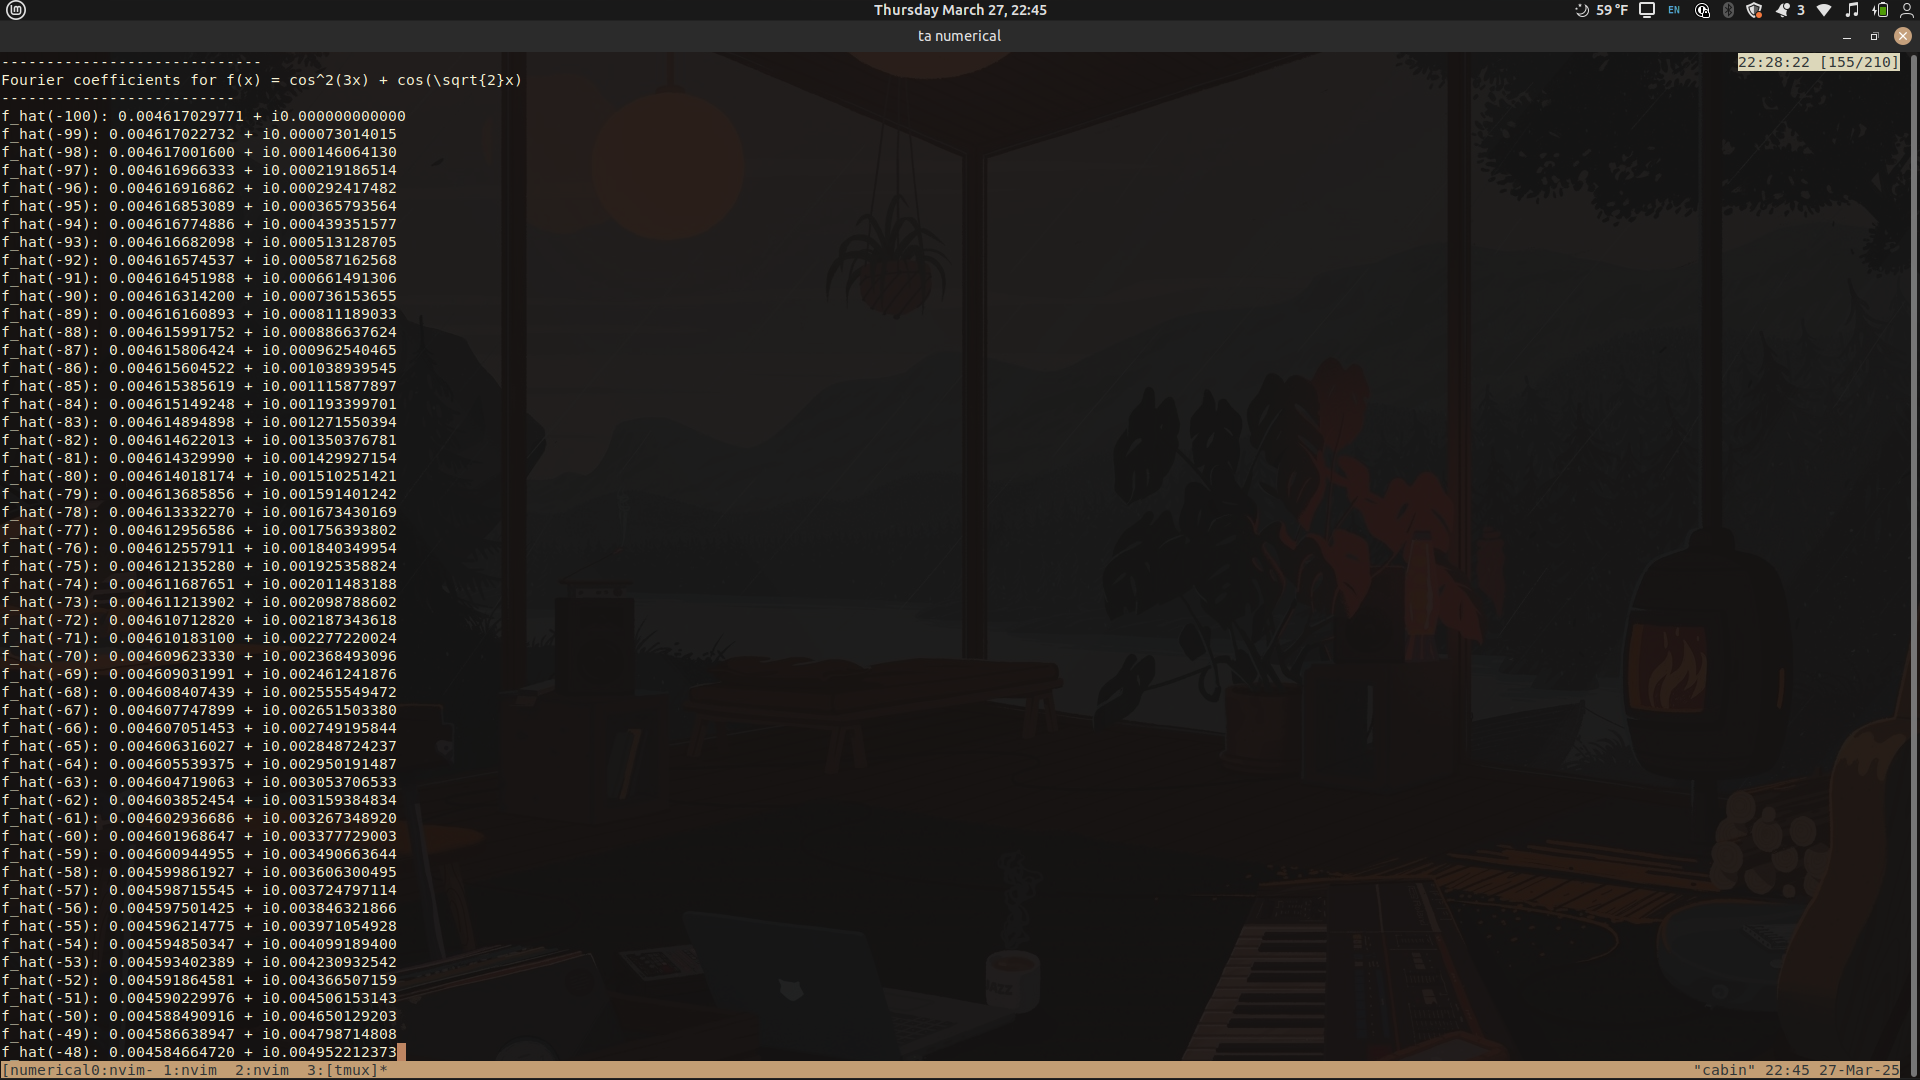 Thursday March 27, 22:45
59 °F
EN
3
ta numerical
-----------------------------
22:28:22 [155/210]
Fourier coefficients for f(x) = cos^2(3x) + cos(\sqrt{2}x)
--------------------------
f_hat(-100): 0.004617029771 + i0.000000000000
f_hat(-99): 0.004617022732 + i0.000073014015
f_hat(-98): 0.004617001600 + i0.000146064130
f_hat(-97): 0.004616966333 + i0.000219186514
f_hat(-96): 0.004616916862 + i0.000292417482
f_hat(-95): 0.004616853089 + i0.000365793564
f_hat(-94): 0.004616774886 + i0.000439351577
f_hat(-93): 0.004616682098 + i0.000513128705
f_hat(-92): 0.004616574537 + i0.000587162568
f_hat(-91): 0.004616451988 + i0.000661491306
f_hat(-90): 0.004616314200 + i0.000736153655
f_hat(-89): 0.004616160893 + i0.000811189033
f_hat(-88): 0.004615991752 + i0.000886637624
f_hat(-87): 0.004615806424 + i0.000962540465
f_hat(-86): 0.004615604522 + i0.001038939545
f_hat(-85): 0.004615385619 + i0.001115877897
f_hat(-84): 0.004615149248 + i0.001193399701
f_hat(-83): 0.004614894898 + i0.001271550394
f_hat(-82): 0.004614622013 + i0.001350376781
f_hat(-81): 0.004614329990 + i0.001429927154
f_hat(-80): 0.004614018174 + i0.001510251421
f_hat(-79): 0.004613685856 + i0.001591401242
f_hat(-78): 0.004613332270 + i0.001673430169
f_hat(-77): 0.004612956586 + i0.001756393802
f_hat(-76): 0.004612557911 + i0.001840349954
f_hat(-75): 0.004612135280 + i0.001925358824
f_hat(-74): 0.004611687651 + i0.002011483188
f_hat(-73): 0.004611213902 + i0.002098788602
f_hat(-72): 0.004610712820 + i0.002187343618
f_hat(-71): 0.004610183100 + i0.002277220024
f_hat(-70): 0.004609623330 + i0.002368493096
f_hat(-69): 0.004609031991 + i0.002461241876
f_hat(-68): 0.004608407439 + i0.002555549472
f_hat(-67): 0.004607747899 + i0.002651503380
f_hat(-66): 0.004607051453 + i0.002749195844
f_hat(-65): 0.004606316027 + i0.002848724237
f_hat(-64): 0.004605539375 + i0.002950191487
f_hat(-63): 0.004604719063 + i0.003053706533
f_hat(-62): 0.004603852454 + i0.003159384834
f_hat(-61): 0.004602936686 + i0.003267348920
f_hat(-60): 0.004601968647 + i0.003377729003
f_hat(-59): 0.004600944955 + i0.003490663644
f_hat(-58): 0.004599861927 + i0.003606300495
f_hat(-57): 0.004598715545 + i0.003724797114
f_hat(-56): 0.004597501425 + i0.003846321866
f_hat(-55): 0.004596214775 + i0.003971054928
f_hat(-54): 0.004594850347 + i0.004099189400
f_hat(-53): 0.004593402389 + i0.004230932542
f_hat(-52): 0.004591864581 + i0.004366507159
f_hat(-51): 0.004590229976 + i0.004506153143
f_hat(-50): 0.004588490916 + i0.004650129203
f_hat(-49): 0.004586638947 + i0.004798714808
f_hat(-48): 0.004584664720 + i0.004952212373
[numerical0:nvim- 1:nvim  2:nvim  3:[tmux]*
"cabin" 22:45 27-Mar-25